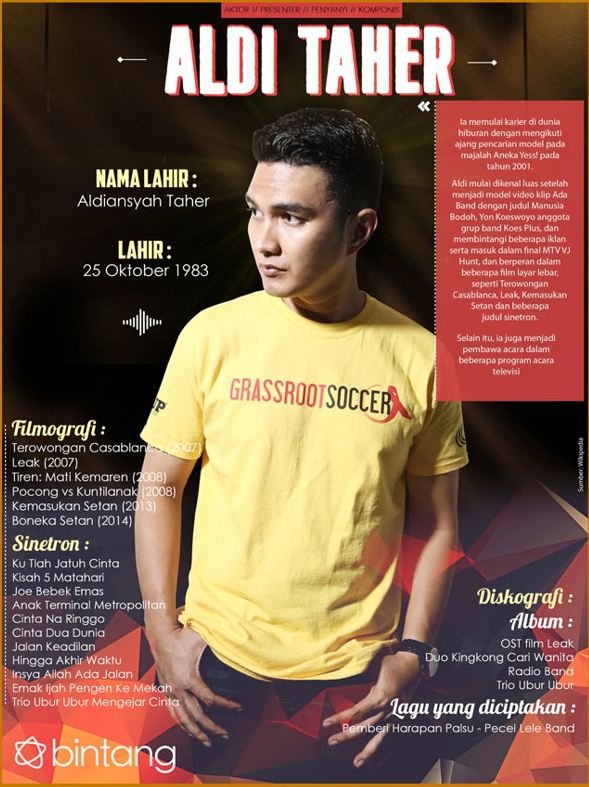 AKTOR // PRESENTER // PENYANYI // KOMPONIS
ALDI TAHER
Ia memulai karier di dunia
hiburan dengan mengikuti
ajang pencarian model pada
majalah Aneka Yess! pada
tahun 2001.
Aldi mulai dikenal luas setelah
menjadi model video klip Ada
Band dengan judul Manusia
Bodoh, Yon Koeswoyo anggota
grup band Koes Plus, dan
membintangi beberapa iklan
serta masuk dalam final MTV VJ
Hunt, dan berperan dalam
beberapa film layar lebar,
seperti Terowongan
Casablanca, Leak, Kemasukan
Setan dan beberapa
judul sinetron.
Selain itu, ia juga menjadi
pembawa acara dalam
beberapa program acara
televisi
NAMA LAHIR :
Aldiansyah Taher
LAHIR :
25 Oktober 1983
GRASSROOTSOCCER
Sumber: Wikipedia
Filmografi :
Terowongan Casablanca (2007)
Leak (2007)
Tiren: Mati Kemaren (2008)
Pocong vs Kuntilanak (2008)
Kemasukan Setan (2013)
Boneka Setan (2014)
Sinetron :
Ku Tlah Jatuh Cinta
Kisah 5 Matahari
Joe Bebek Emas
Anak Terminal Metropolitan
Cinta Na Ringgo
Cinta Dua Dunia
Jalan Keadilan
Hingga Akhir Waktu
Insya Allah Ada Jalan
Emak Ijah Pengen Ke Mekah
Trio Ubur Ubur Mengejar Cinta
Diskografi :
Album :
OST film Leak
Duo Kingkong Cari Wanita
Radio Band
Trio Ubur Ubur
Lagu yang diciptakan :
Pemberi Harapan Palsu - Pecel Lele Band
bintang